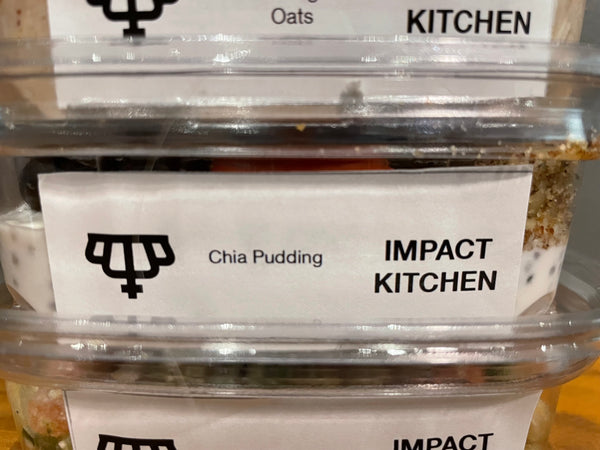 Oats
KITCHEN
Chia Pudding
IMPACT
KITCHEN
IMPACT